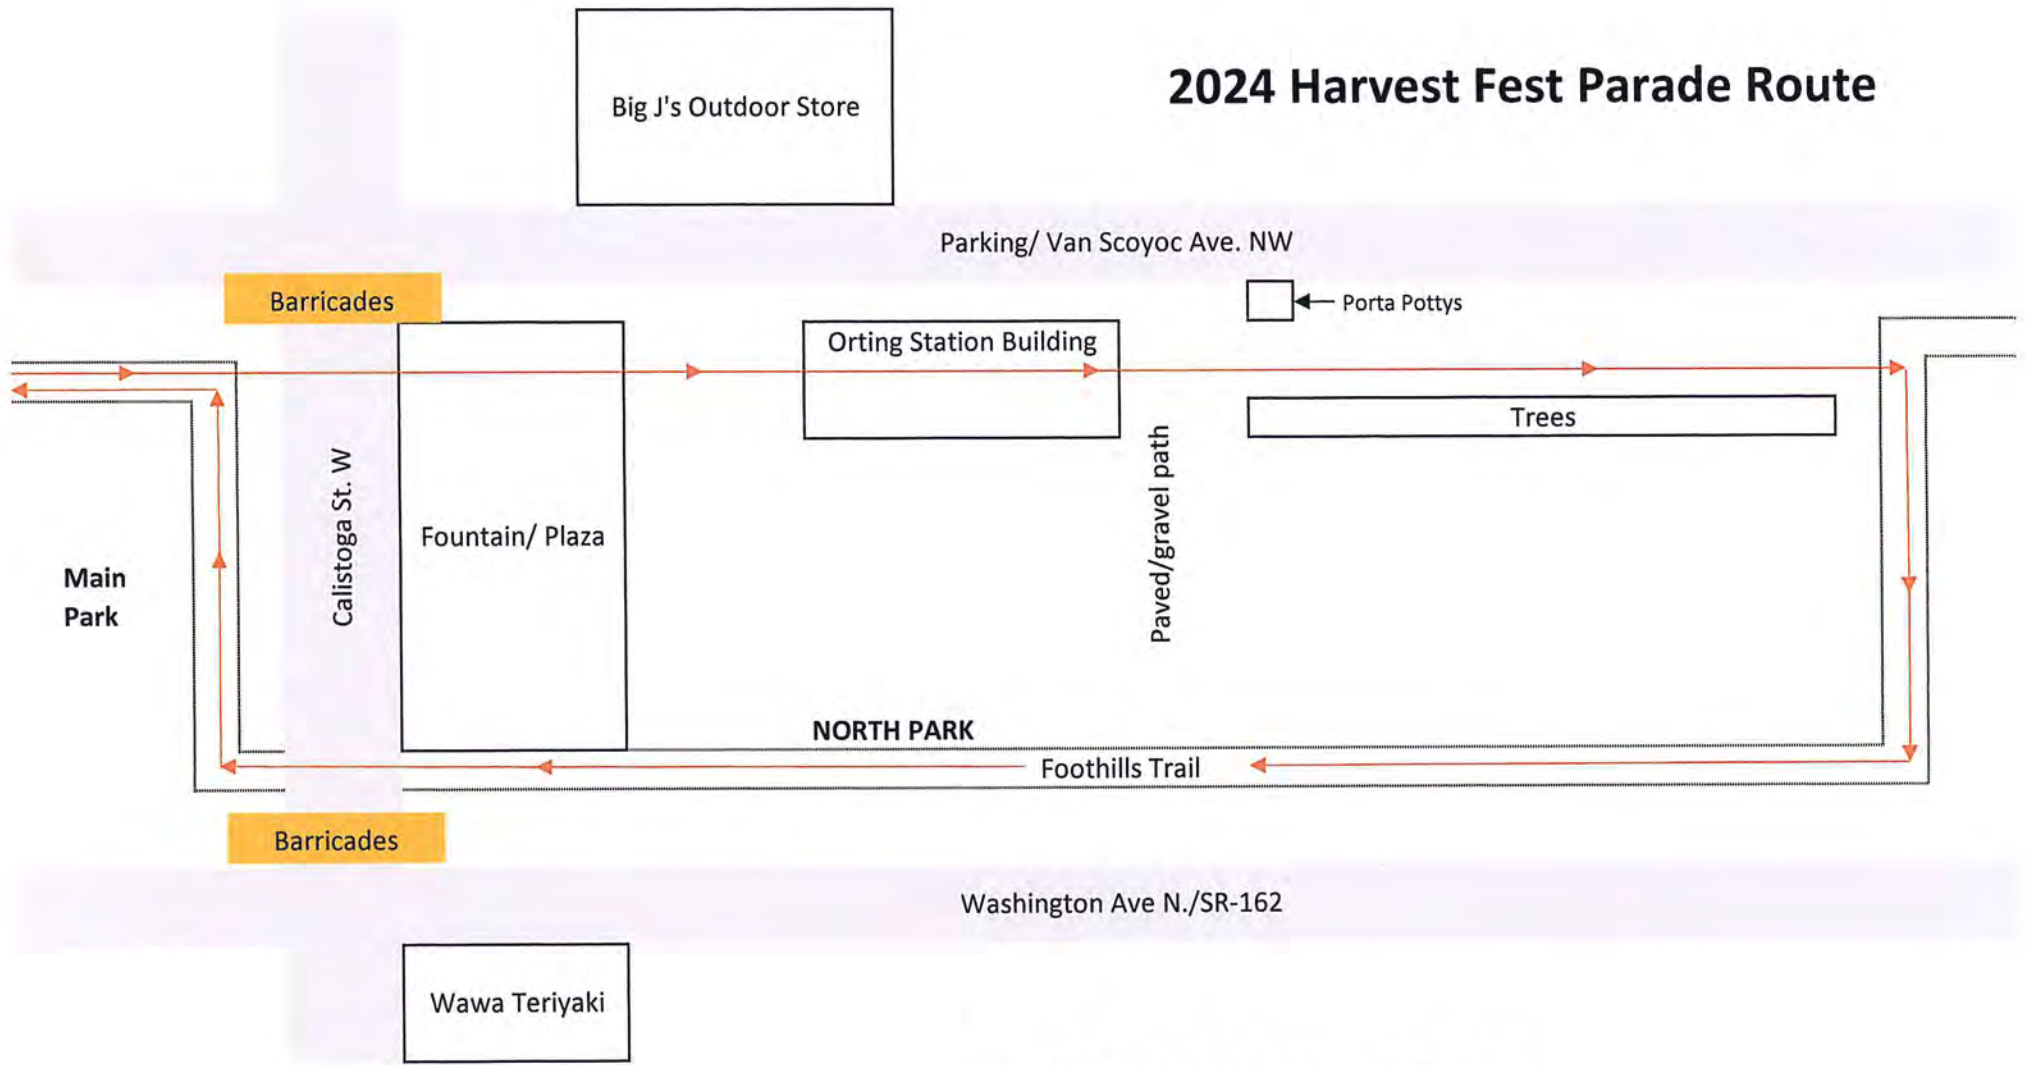 2024 Harvest Fest Parade Route
Big J's Outdoor Store
Parking/ Van Scoyoc Ave. NW
Barricades
Porta Pottys
Orting Station Building
Trees
Calistoga St. W
Fountain/ Plaza
Paved/gravel path
Main
Park
NORTH PARK
Foothills Trail
Barricades
Washington Ave N./SR-162
Wawa Teriyaki